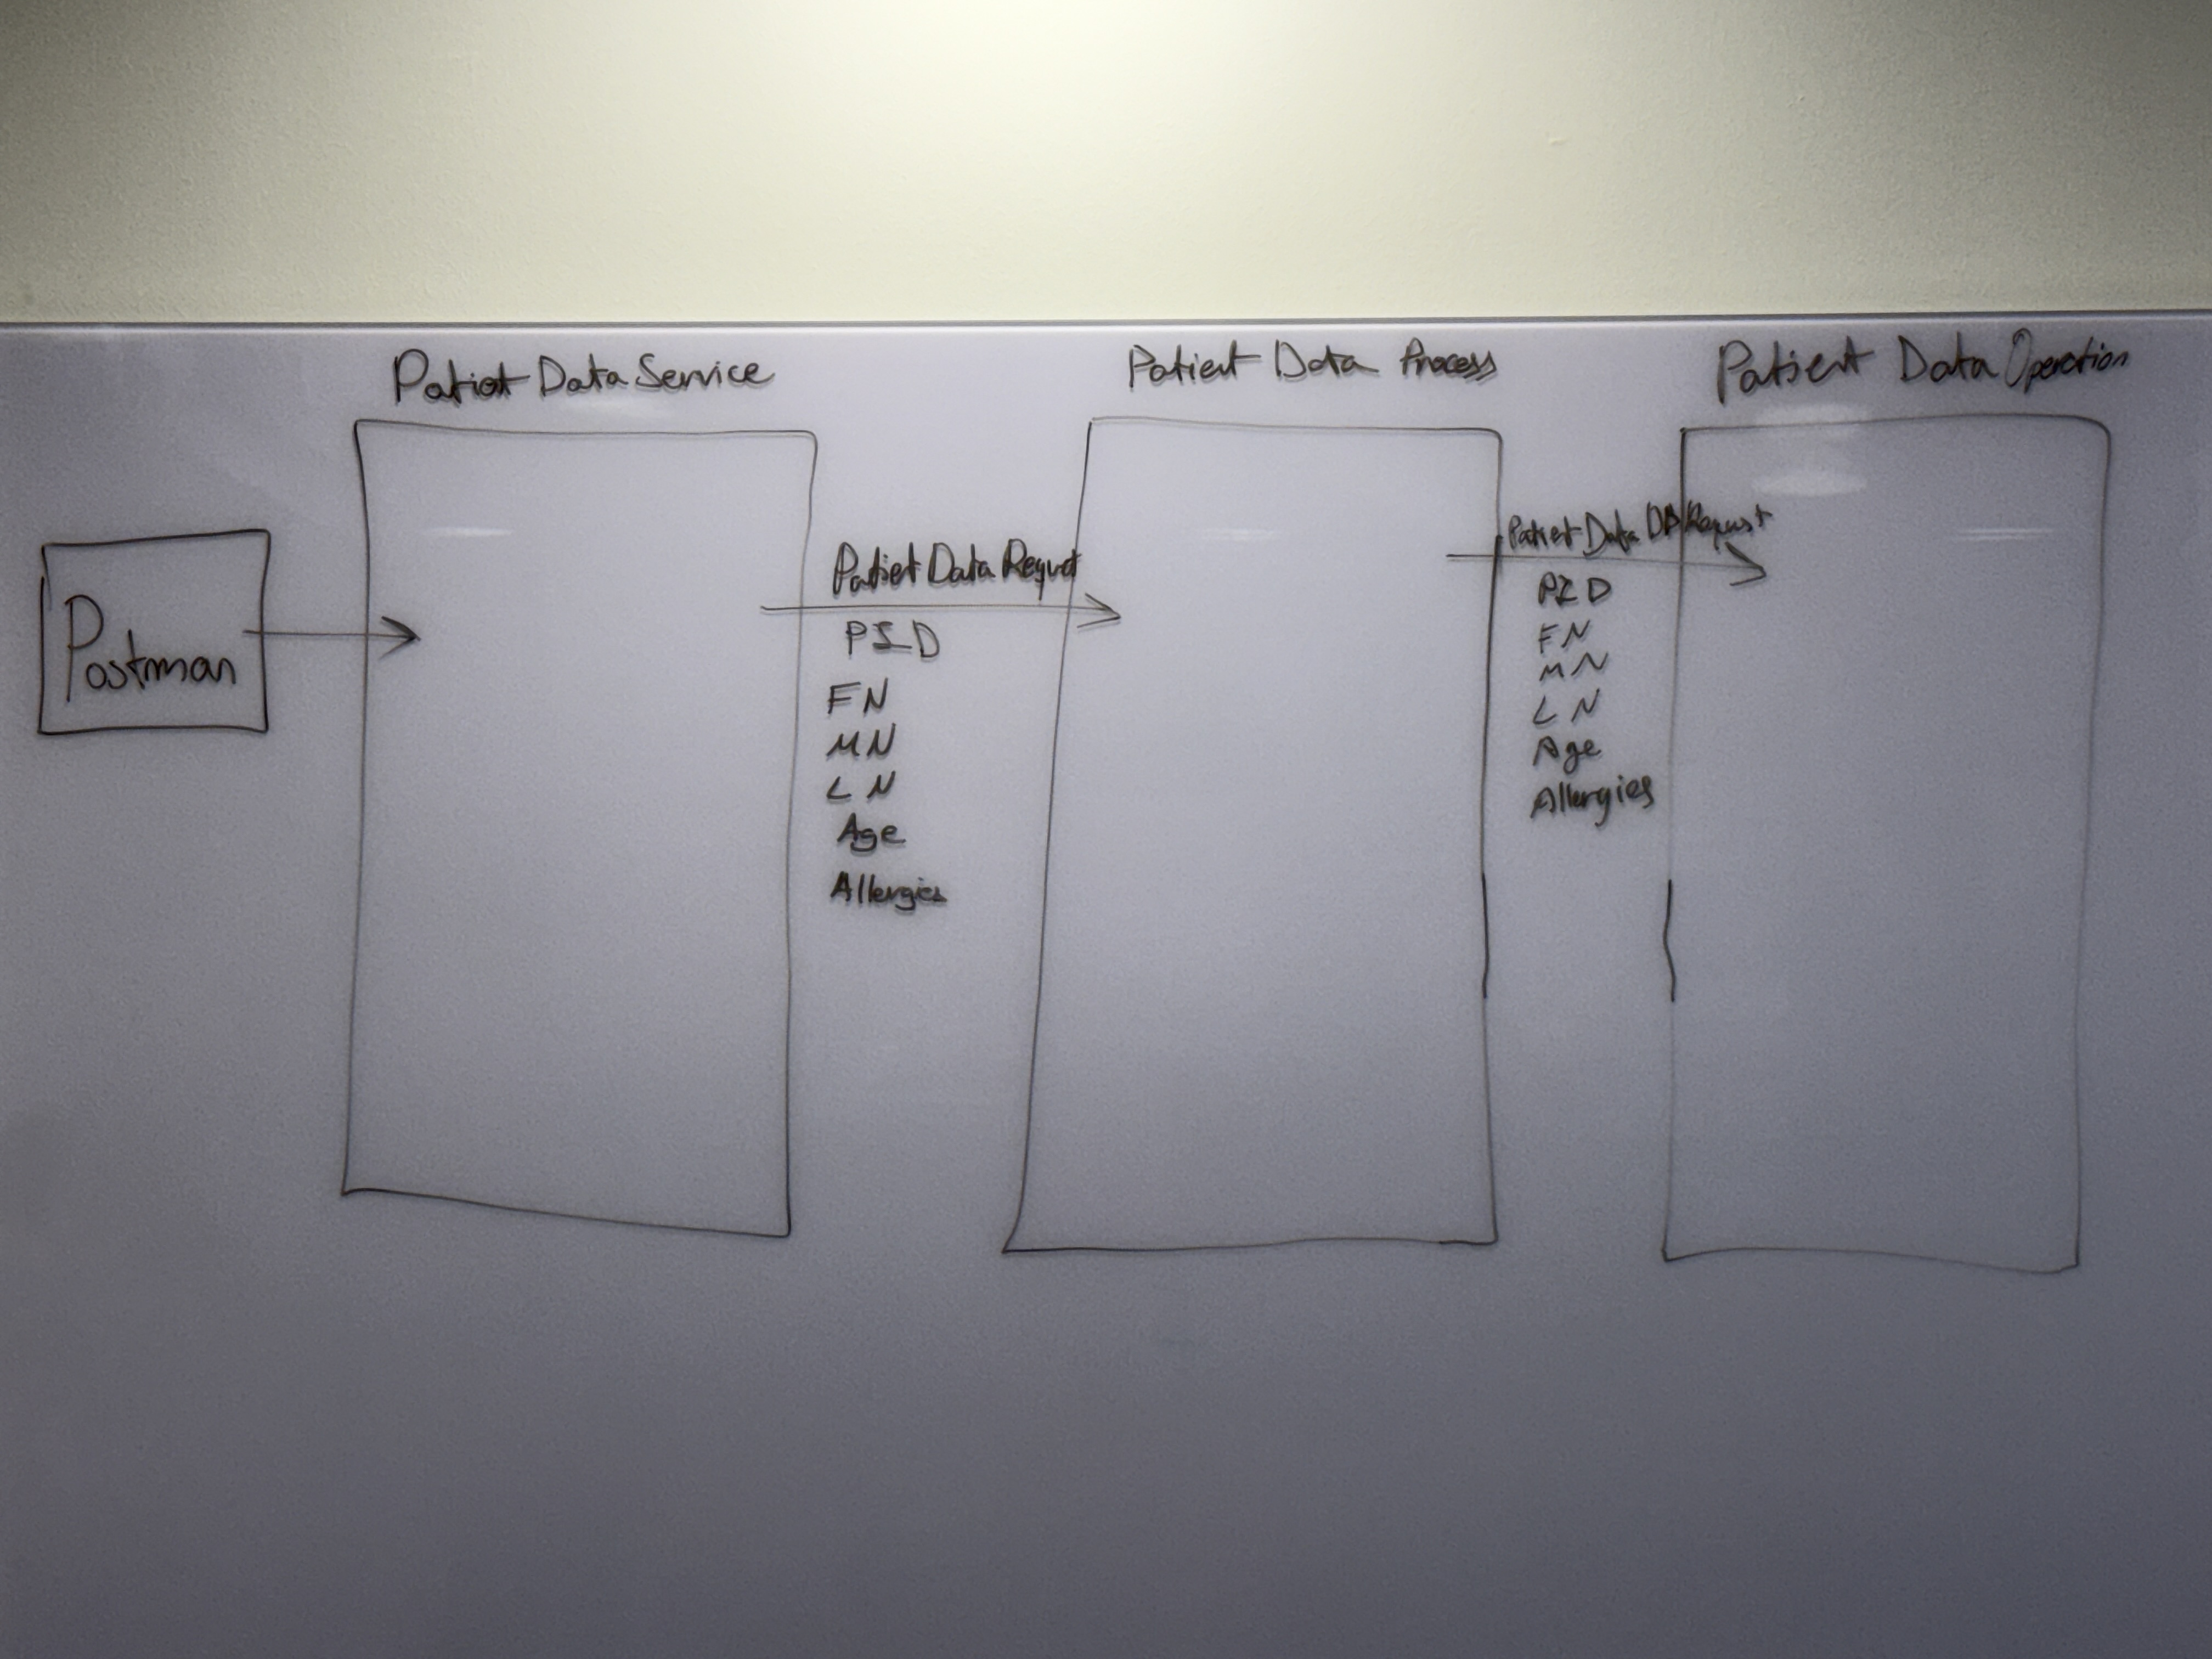 Patient Data Service
Patient Data Process
Patient Data Operation
Postman
Patient Data Request
PID
FN
MN
LN
Age
Allergies
Patient Data DB Request
PID
FN
MN
LN
Age
Allergies